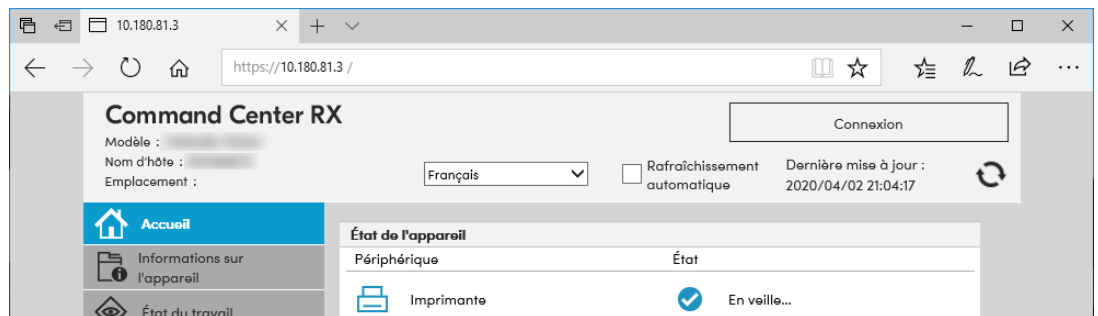 10.180.81.3
https://10.180.81.3 /
Command Center RX
Connexion
Modèle :
Nom d'hôte :
Emplacement :
Français
Rafraîchissement
automatique
Dernière mise à jour :
2020/04/02 21:04:17
Accueil
Informations sur
l'appareil
État du travail
État de l'appareil
Périphérique État
Imprimante En veille...